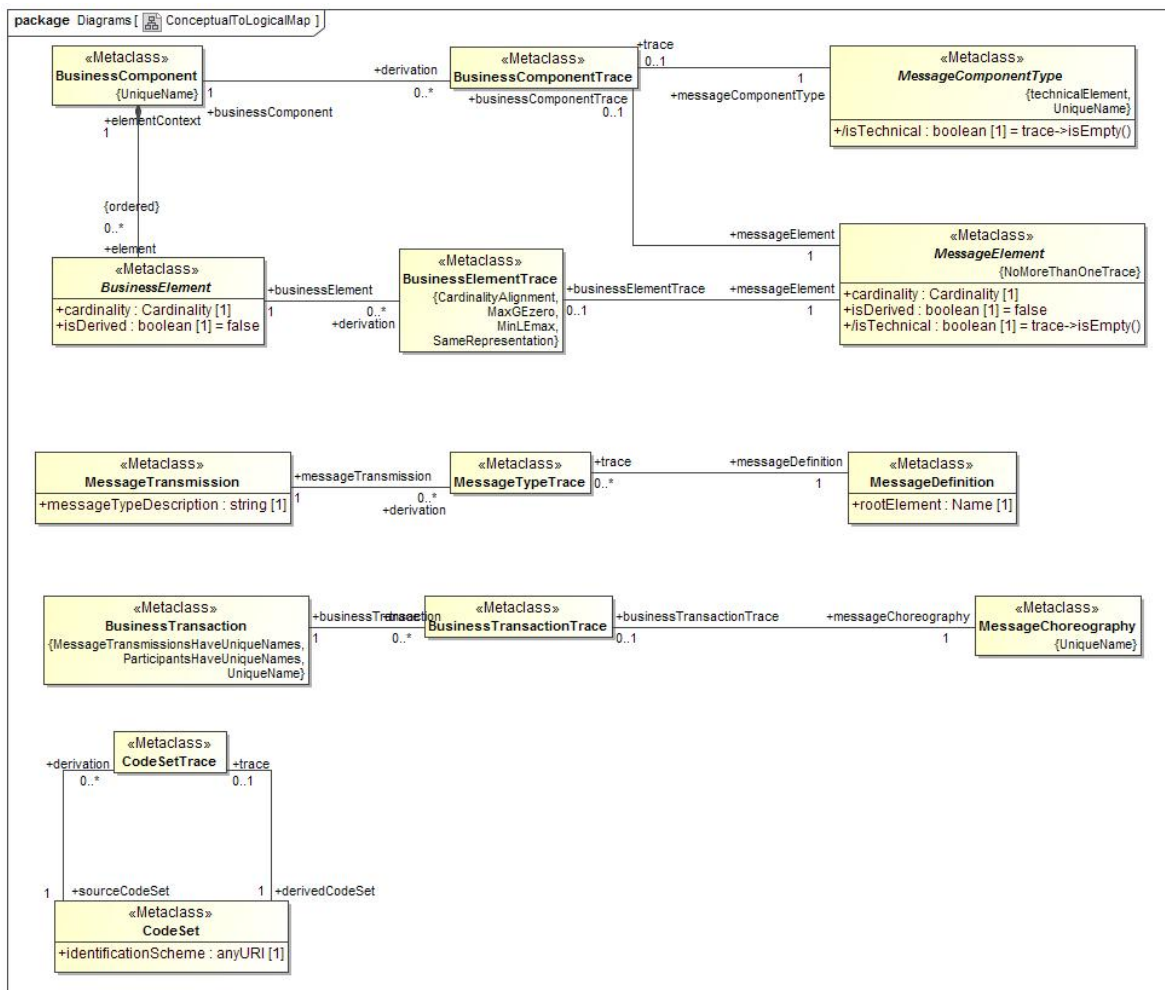 package Diagrams [ ConceptualToLogicalMap ]
«Metaclass»
BusinessComponent
{UniqueName}
+derivation
0..*
1
+businessComponent
«Metaclass»
BusinessComponentTrace
+trace
0..1
1
+messageComponentType
+businessComponentTrace
0..1
«Metaclass»
MessageComponentType
{technicalElement,
UniqueName}
+/isTechnical : boolean [1] = trace->isEmpty()
+elementContext
1
{ordered}
0..*
+element
«Metaclass»
BusinessElement
+cardinality : Cardinality [1]
+isDerived : boolean [1] = false
+businessElement
1
0..*
+derivation
«Metaclass»
BusinessElementTrace
{CardinalityAlignment,
MaxGEzero,
MinLEmax,
SameRepresentation}
+businessElementTrace
0..1
+messageElement
1
+messageElement
1
«Metaclass»
MessageElement
{NoMoreThanOneTrace}
+cardinality : Cardinality [1]
+isDerived : boolean [1] = false
+/isTechnical : boolean [1] = trace->isEmpty()
«Metaclass»
MessageTransmission
+messageTypeDescription : string [1]
+messageTransmission
1
0..*
+derivation
«Metaclass»
MessageTypeTrace
+trace
0..*
+messageDefinition
1
«Metaclass»
MessageDefinition
+rootElement : Name [1]
«Metaclass»
BusinessTransaction
{MessageTransmissionsHaveUniqueNames,
ParticipantsHaveUniqueNames,
UniqueName}
+businessTransaction
+trace
1
0..*
«Metaclass»
BusinessTransactionTrace
+businessTransactionTrace
0..1
+messageChoreography
1
«Metaclass»
MessageChoreography
{UniqueName}
«Metaclass»
CodeSetTrace
+derivation
0..*
+trace
0..1
1
+sourceCodeSet
1
+derivedCodeSet
«Metaclass»
CodeSet
+identificationScheme : anyURI [1]